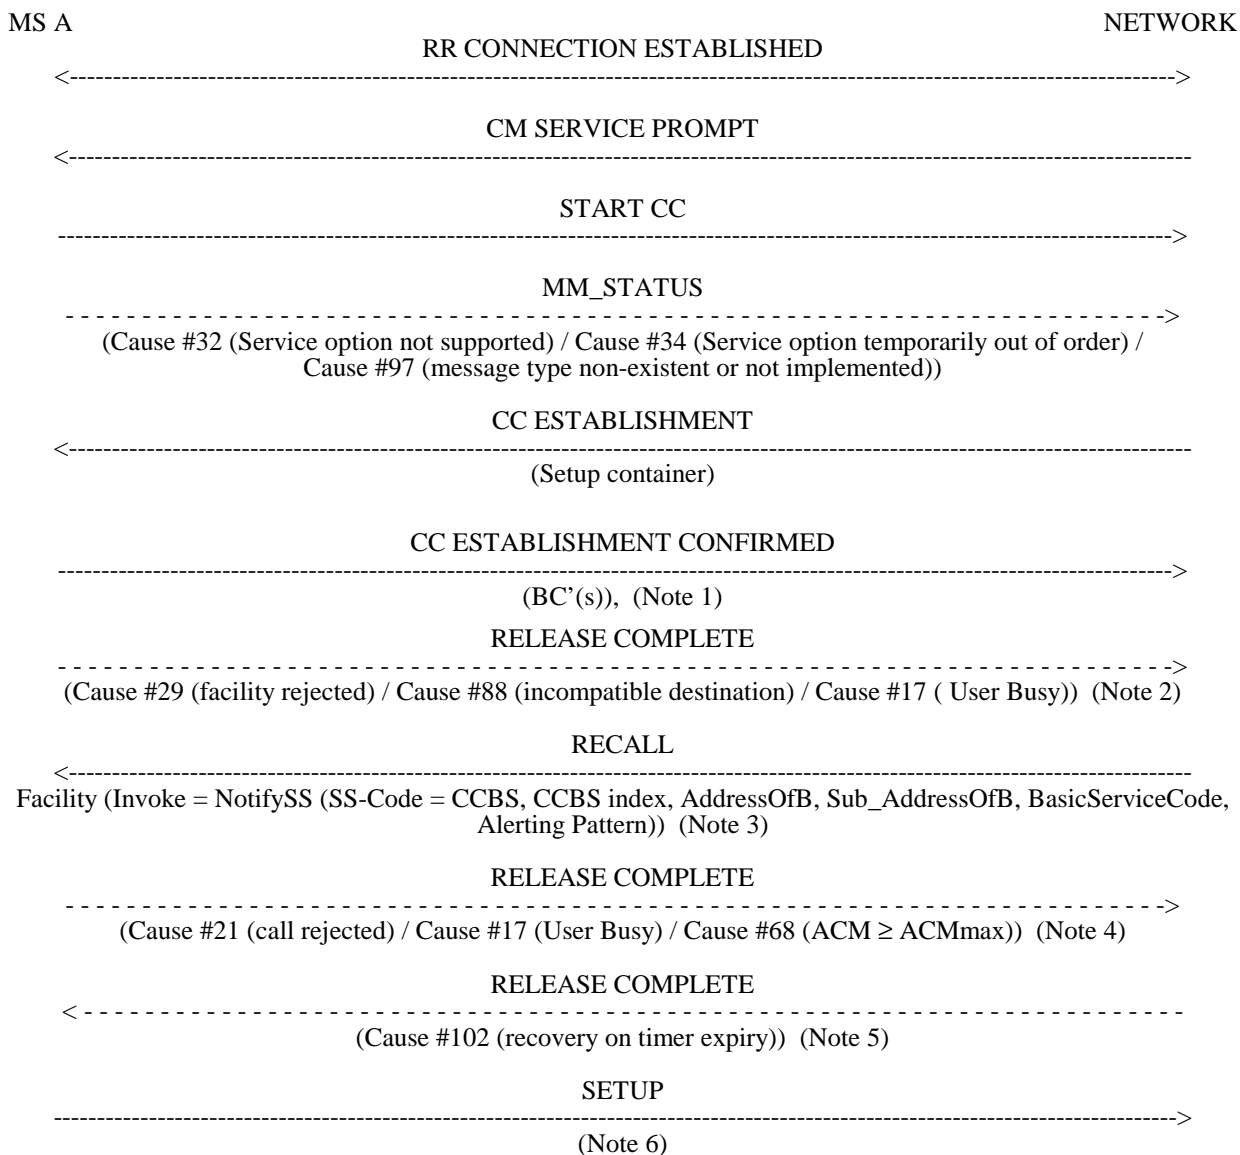 MS A NETWORK
RR CONNECTION ESTABLISHED
<----------------------------------------------------------------------------------------------------------------------------------->
CM SERVICE PROMPT
<------------------------------------------------------------------------------------------------------------------------------------
START CC
------------------------------------------------------------------------------------------------------------------------------------>
MM_STATUS
- - - - - - - - - - - - - - - - - - - - - - - - - - - - - - - - - - - - - - - - - - - - - - - - - - - - - - - - - - - - - - - - - - - - - - - ->
(Cause #32 (Service option not supported) / Cause #34 (Service option temporarily out of order) /
Cause #97 (message type non-existent or not implemented))
CC ESTABLISHMENT
<------------------------------------------------------------------------------------------------------------------------------------
(Setup container)
CC ESTABLISHMENT CONFIRMED
------------------------------------------------------------------------------------------------------------------------------------>
(BC’(s)), (Note 1)
RELEASE COMPLETE
- - - - - - - - - - - - - - - - - - - - - - - - - - - - - - - - - - - - - - - - - - - - - - - - - - - - - - - - - - - - - - - - - - - - - - - ->
(Cause #29 (facility rejected) / Cause #88 (incompatible destination) / Cause #17 ( User Busy)) (Note 2)
RECALL
<------------------------------------------------------------------------------------------------------------------------------------
Facility (Invoke = NotifySS (SS-Code = CCBS, CCBS index, AddressOfB, Sub_AddressOfB, BasicServiceCode,
Alerting Pattern)) (Note 3)
RELEASE COMPLETE
- - - - - - - - - - - - - - - - - - - - - - - - - - - - - - - - - - - - - - - - - - - - - - - - - - - - - - - - - - - - - - - - - - - - - - - ->
(Cause #21 (call rejected) / Cause #17 (User Busy) / Cause #68 (ACM ≥ ACMmax)) (Note 4)
RELEASE COMPLETE
< - - - - - - - - - - - - - - - - - - - - - - - - - - - - - - - - - - - - - - - - - - - - - - - - - - - - - - - - - - - - - - - - - - - - - - -
(Cause #102 (recovery on timer expiry)) (Note 5)
SETUP
------------------------------------------------------------------------------------------------------------------------------------>
(Note 6)